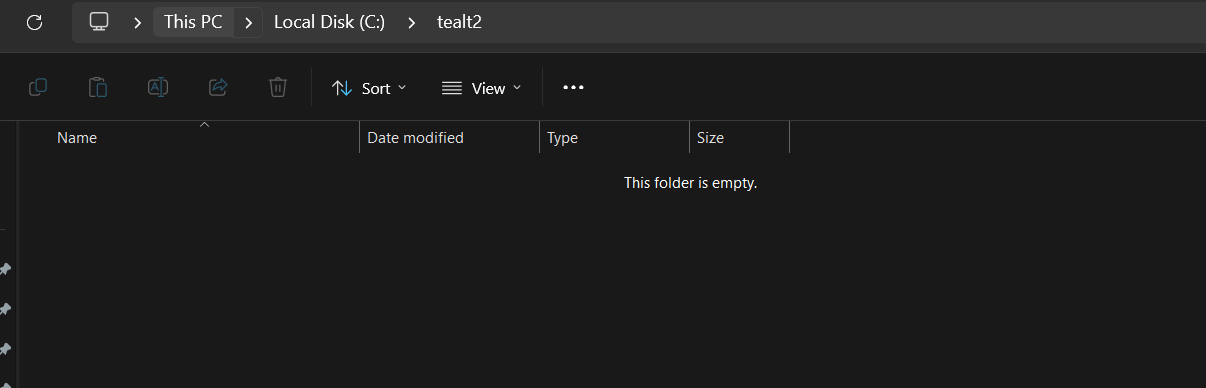 This PC Local Disk (C:) tealt2
Sort View
Name Date modified Type Size
This folder is empty.